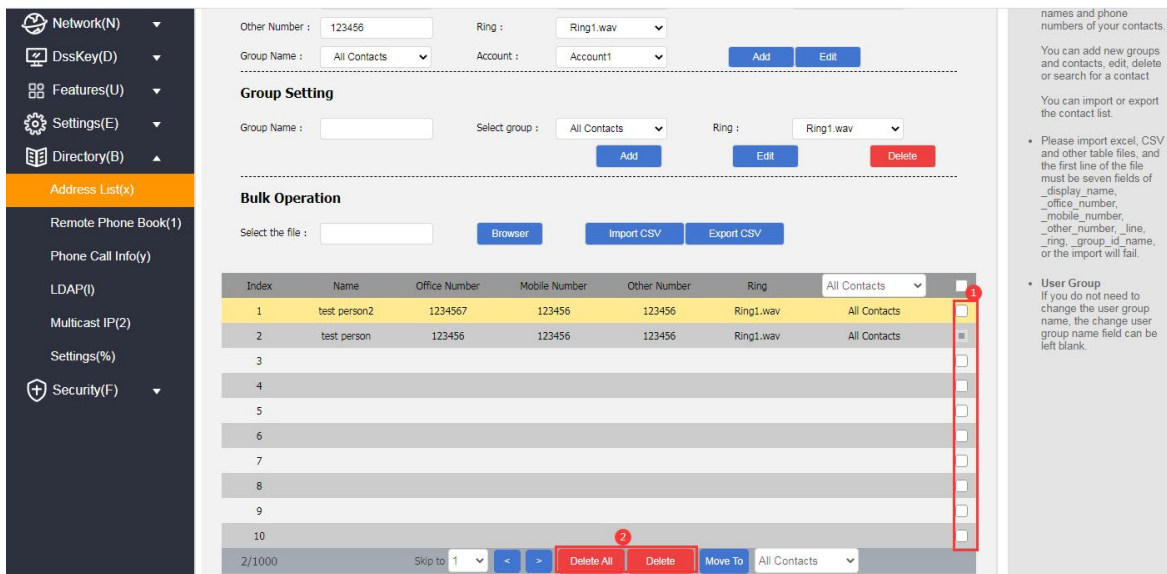 Network(N)
DssKey(D)
Features(U)
Settings(E)
Directory(B)
Address List(x)
Remote Phone Book(1)
Phone Call Info(y)
LDAP(l)
Multicast IP(2)
Settings(%)
Security(F)
Other Number : 123456 Ring : Ring1.wav
Group Name : All Contacts Account : Account1 Add Edit
Group Setting
Group Name : Select group : All Contacts Ring : Ring1.wav
Add Edit Delete
Bulk Operation
Select the file : Browser Import CSV Export CSV
Index Name Office Number Mobile Number Other Number Ring All Contacts
1
1 test person2 1234567 123456 123456 Ring1.wav All Contacts
2 test person 123456 123456 123456 Ring1.wav All Contacts
3
4
5
6
7
8
9
10
2
2/1000 Skip to 1 < > Delete All Delete Move To All Contacts
names and phone
numbers of your contacts.
You can add new groups
and contacts, edit, delete
or search for a contact
You can import or export
the contact list.
• Please import excel, CSV
and other table files, and
the first line of the file
must be seven fields of
_display_name,
_office_number,
_mobile_number,
_other_number, _line,
_ring, _group_id_name,
or the import will fail.
• User Group
If you do not need to
change the user group
name, the change user
group name field can be
left blank.